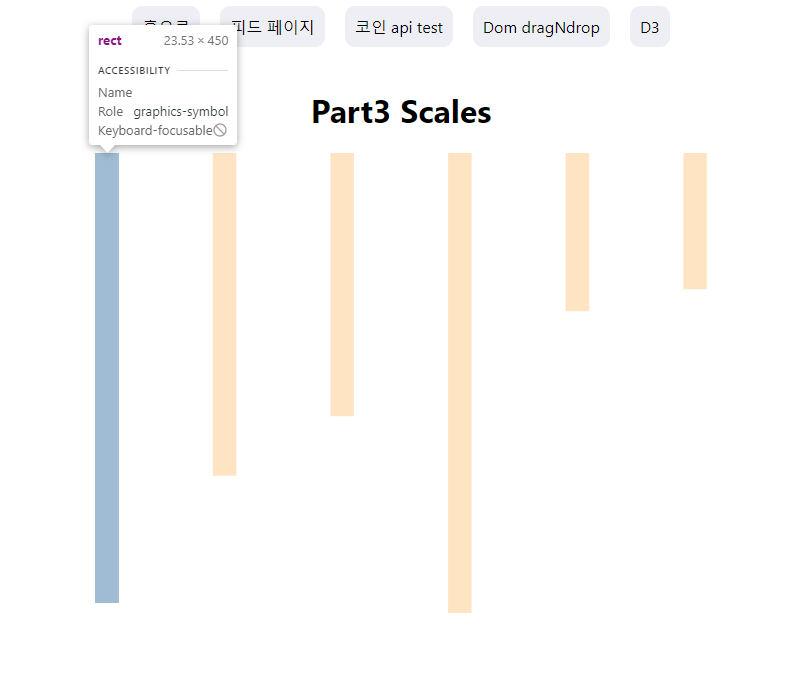 피드 페이지
코인 api test
Dom dragNdrop
D3
rect 23.53 × 450
ACCESSIBILITY
Name
Role graphics-symbol
Keyboard-focusable
Part3 Scales